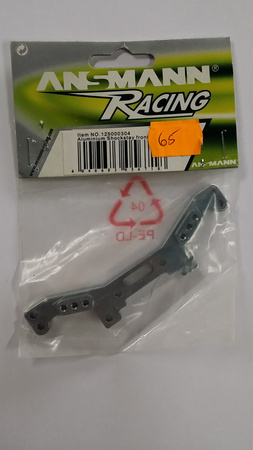 ANSMANN
RACING
Item NO.125000304
Aluminium Shockstay front
65
ANSMANN
04
PE-LD